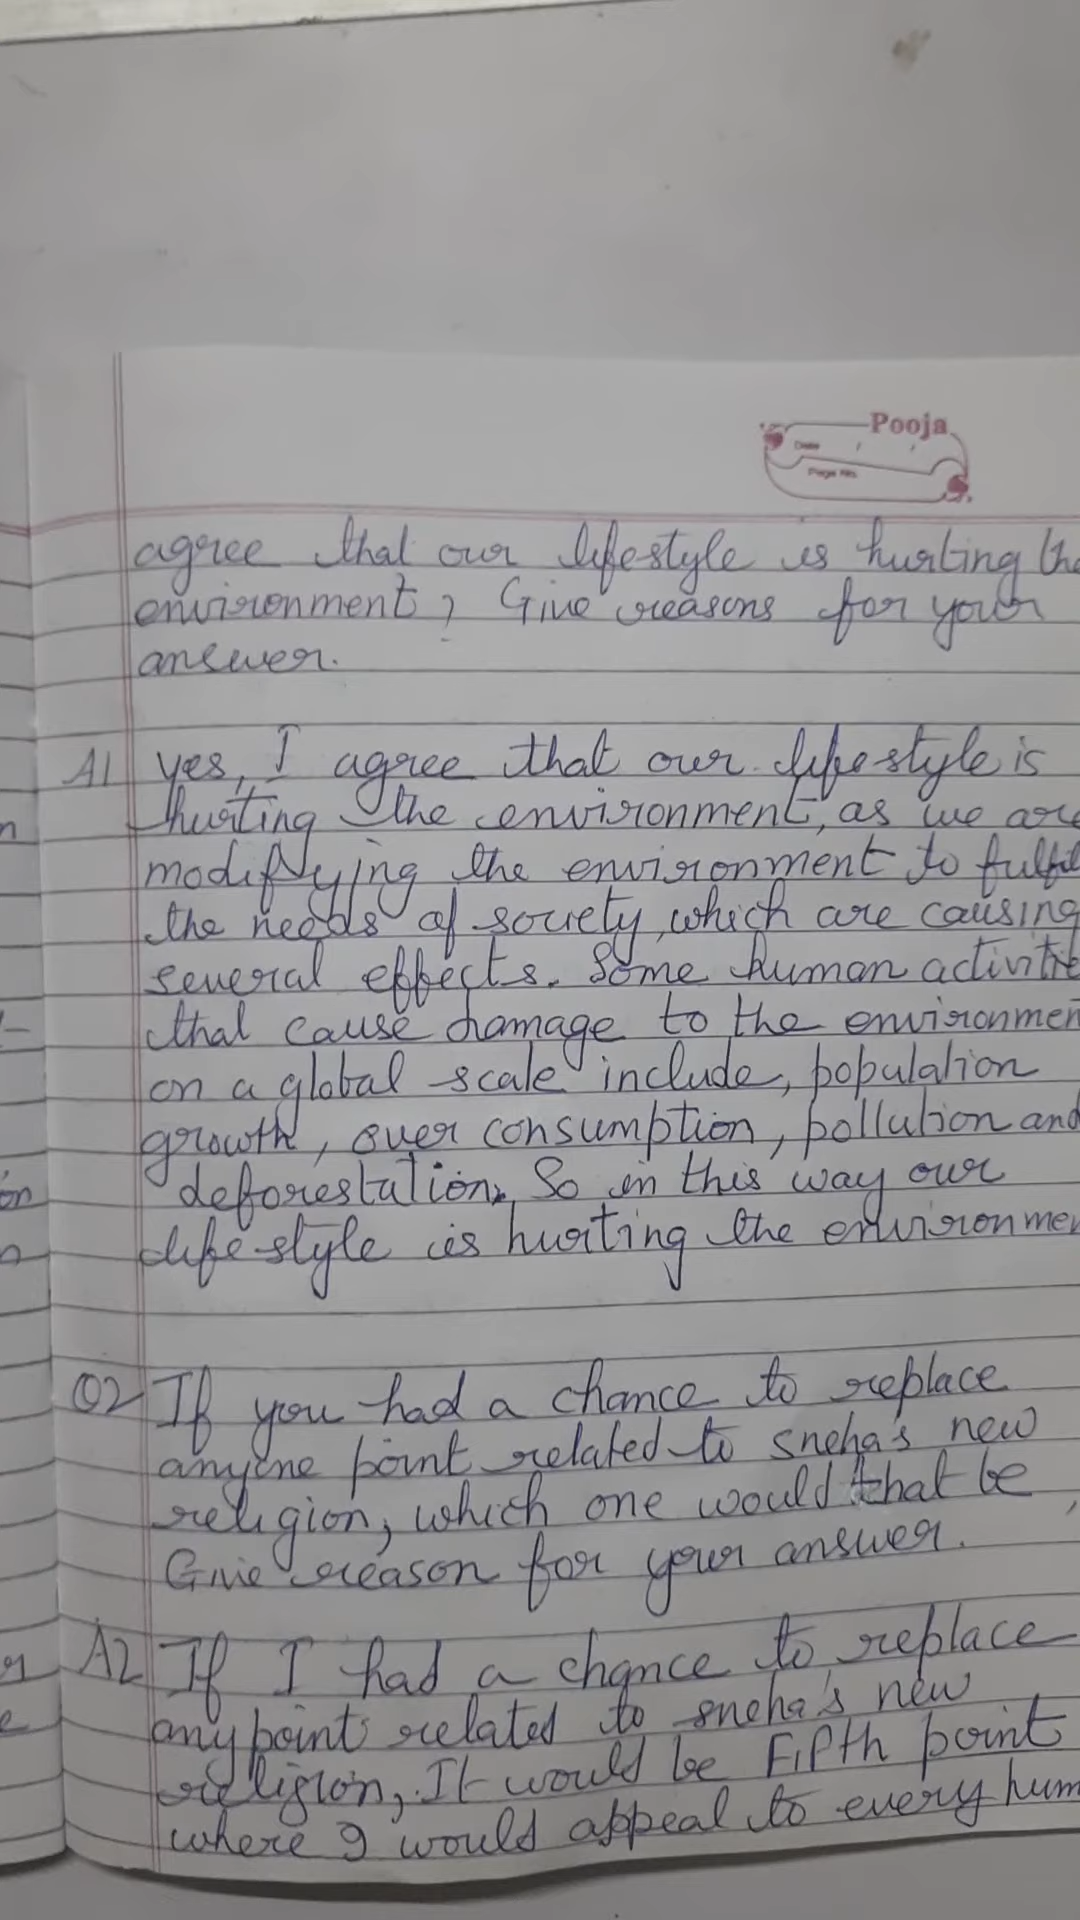 Pooja
Date / /
Page No.
agree that our lifestyle is hurting the
environment, Give reasons for your
answer.
A1 yes, I agree that our lifestyle is
hurting the environment, as we are
modifying the environment to fulfil
the needs of society, which are causing
several effects. Some human activitie
that cause damage to the environmen
on a global scale include, population
growth, over consumption, pollution and
deforestation. So in this way our
life style is hurting the environme
Q2 If you had a chance to replace
anyone point related to sneha's new
religion, which one would that be
Give reason for your answer.
A2 If I had a chance to replace
any point related to sneha's new
religion, It would be Fifth point
where I would appeal to every hum